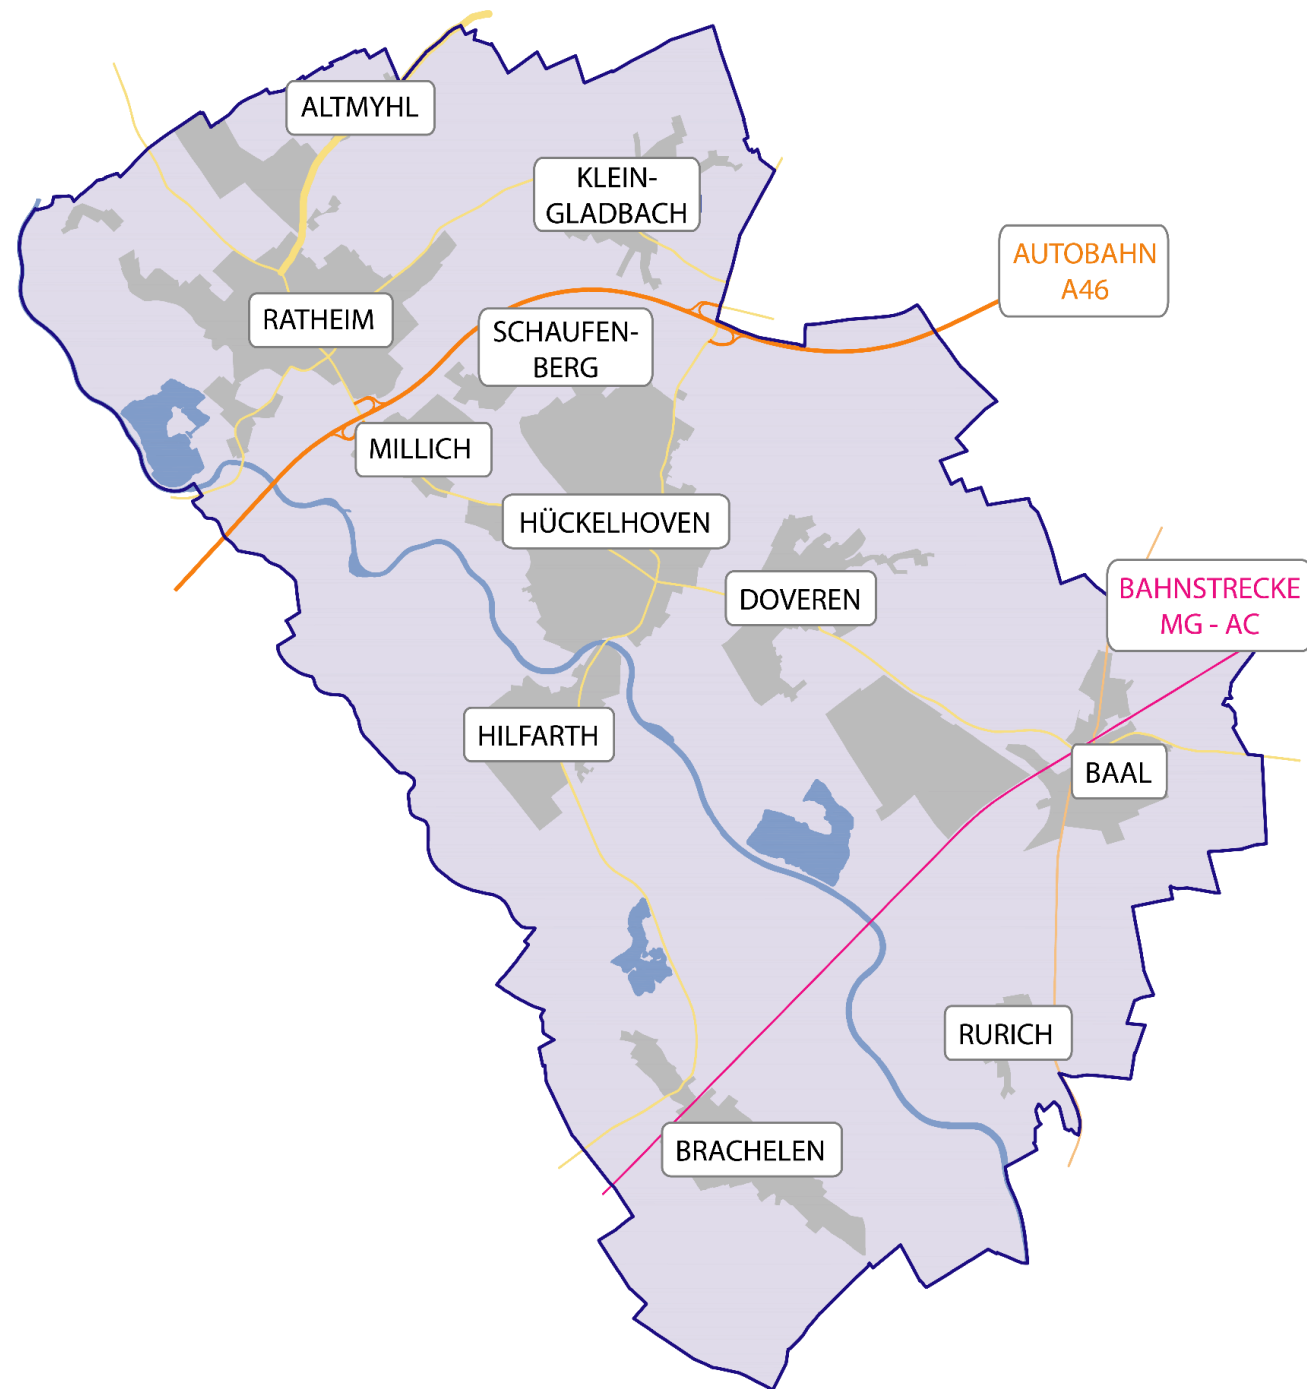 ALTMYHL
KLEIN-
GLADBACH
AUTOBAHN
A46
RATHEIM
SCHAUFEN-
BERG
MILLICH
HÜCKELHOVEN
DOVEREN
BAHNSTRECKE
MG - AC
HILFARTH
BAAL
RURICH
BRACHELEN